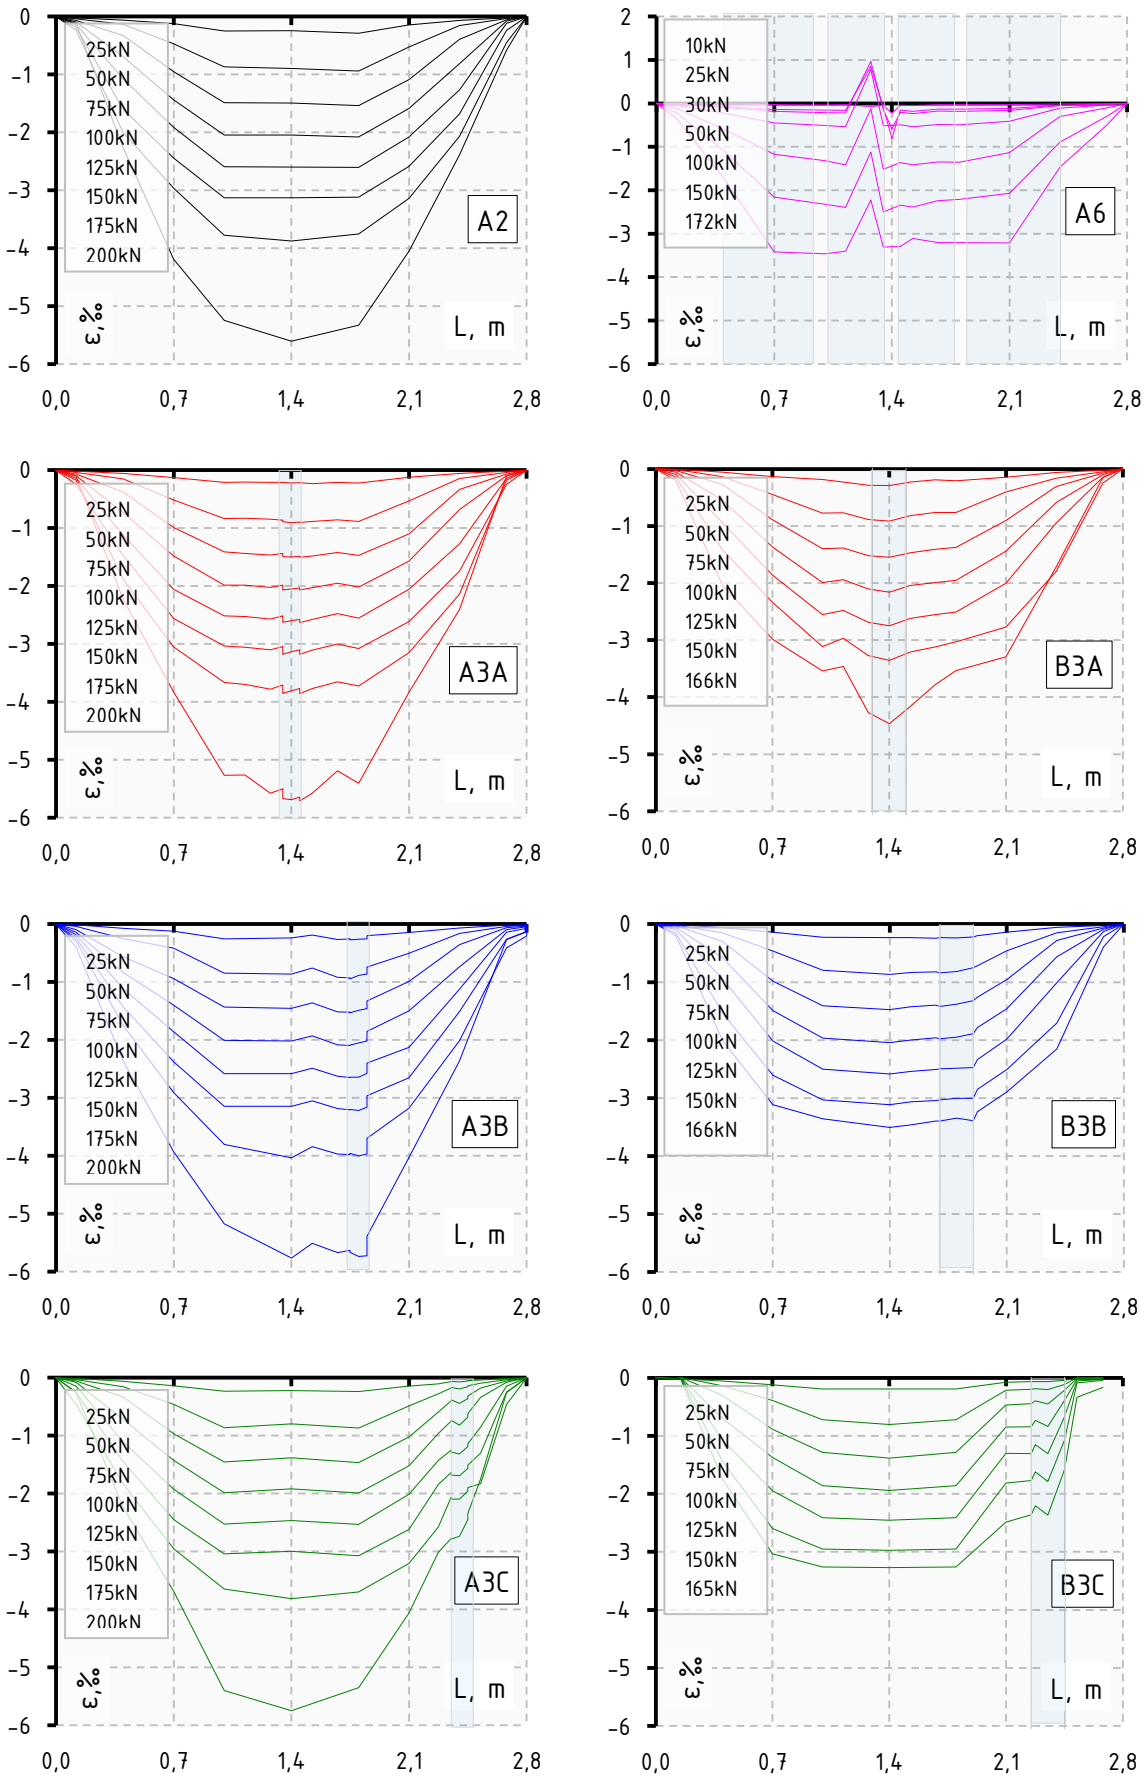 0
−1
−2
−3
−4
−5
−6
25kN
50kN
75kN
100kN
125kN
150kN
175kN
200kN
A2
ε,‰
L, m
0,0
0,7
1,4
2,1
2,8
2
1
0
−1
−2
−3
−4
−5
−6
10kN
25kN
30kN
50kN
100kN
150kN
172kN
A6
ε,‰
L, m
0,0
0,7
1,4
2,1
2,8
0
−1
−2
−3
−4
−5
−6
25kN
50kN
75kN
100kN
125kN
150kN
175kN
200kN
A3A
ε,‰
L, m
0,0
0,7
1,4
2,1
2,8
0
−1
−2
−3
−4
−5
−6
25kN
50kN
75kN
100kN
125kN
150kN
166kN
B3A
ε,‰
L, m
0,0
0,7
1,4
2,1
2,8
0
−1
−2
−3
−4
−5
−6
25kN
50kN
75kN
100kN
125kN
150kN
175kN
200kN
A3B
ε,‰
L, m
0,0
0,7
1,4
2,1
2,8
0
−1
−2
−3
−4
−5
−6
25kN
50kN
75kN
100kN
125kN
150kN
166kN
B3B
ε,‰
L, m
0,0
0,7
1,4
2,1
2,8
0
−1
−2
−3
−4
−5
−6
25kN
50kN
75kN
100kN
125kN
150kN
175kN
200kN
A3C
ε,‰
L, m
0,0
0,7
1,4
2,1
2,8
0
−1
−2
−3
−4
−5
−6
25kN
50kN
75kN
100kN
125kN
150kN
165kN
B3C
ε,‰
L, m
0,0
0,7
1,4
2,1
2,8